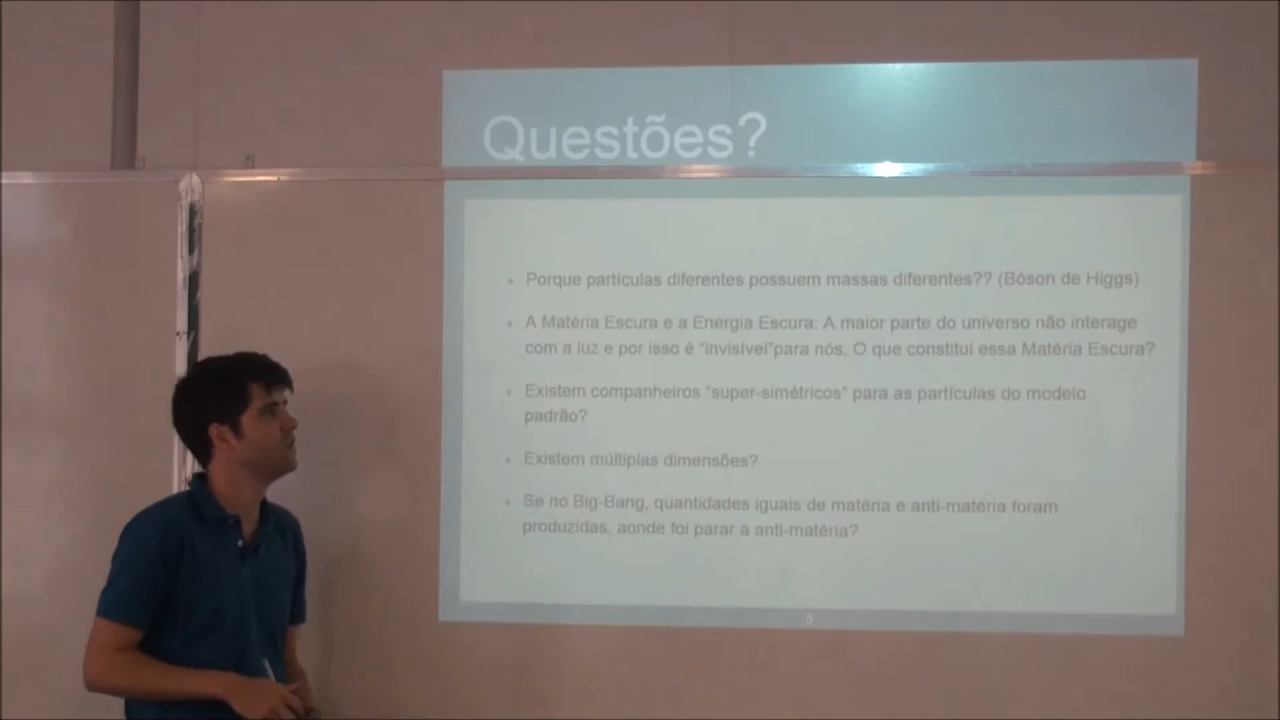 Questões?
Porque partículas diferentes possuem massas diferentes?? (Bóson de Higgs)
A Matéria Escura e a Energia Escura: A maior parte do universo não interage
com a luz e por isso é "invisível"para nós. O que constitui essa Matéria Escura?
Existem companheiros "super-simétricos" para as partículas do modelo
padrão?
Existem múltiplas dimensões?
Se no Big-Bang, quantidades iguais de matéria e anti-matéria foram
produzidas, aonde foi parar a anti-matéria?